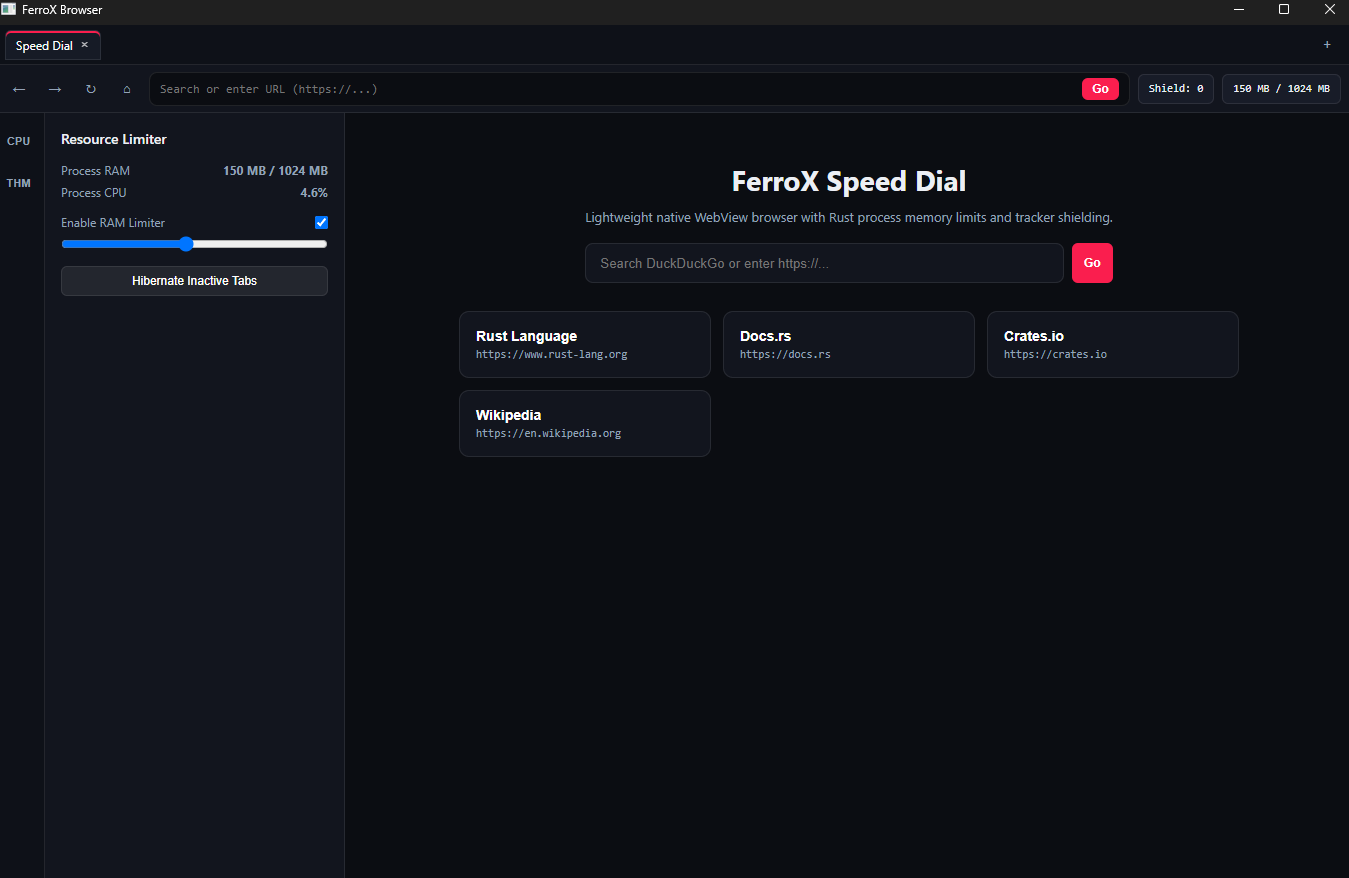 FerroX Browser
Speed Dial ✕
+
← → ↻ ⌂ Search or enter URL (https://...) Go Shield: 0 150 MB / 1024 MB
CPU
THM
Resource Limiter
Process RAM 150 MB / 1024 MB
Process CPU 4.6%
Enable RAM Limiter
Hibernate Inactive Tabs
FerroX Speed Dial
Lightweight native WebView browser with Rust process memory limits and tracker shielding.
Search DuckDuckGo or enter https://... Go
Rust Language
https://www.rust-lang.org
Docs.rs
https://docs.rs
Crates.io
https://crates.io
Wikipedia
https://en.wikipedia.org